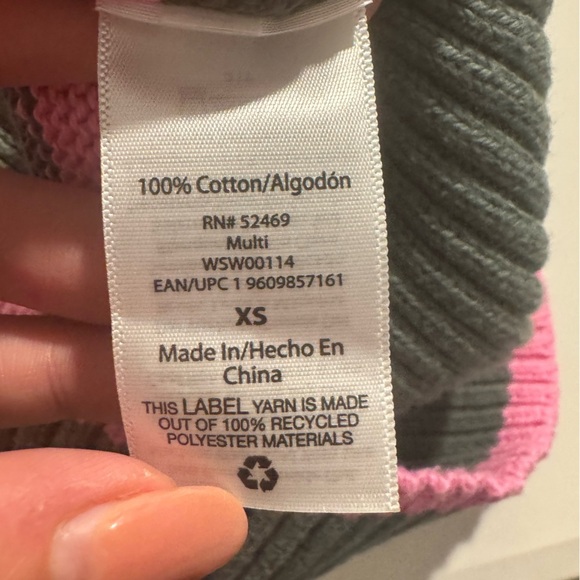 100% Cotton/Algodón
RN# 52469
Multi
WSW00114
EAN/UPC 1 9609857161
XS
Made In/Hecho En
China
THIS LABEL YARN IS MADE
OUT OF 100% RECYCLED
POLYESTER MATERIALS